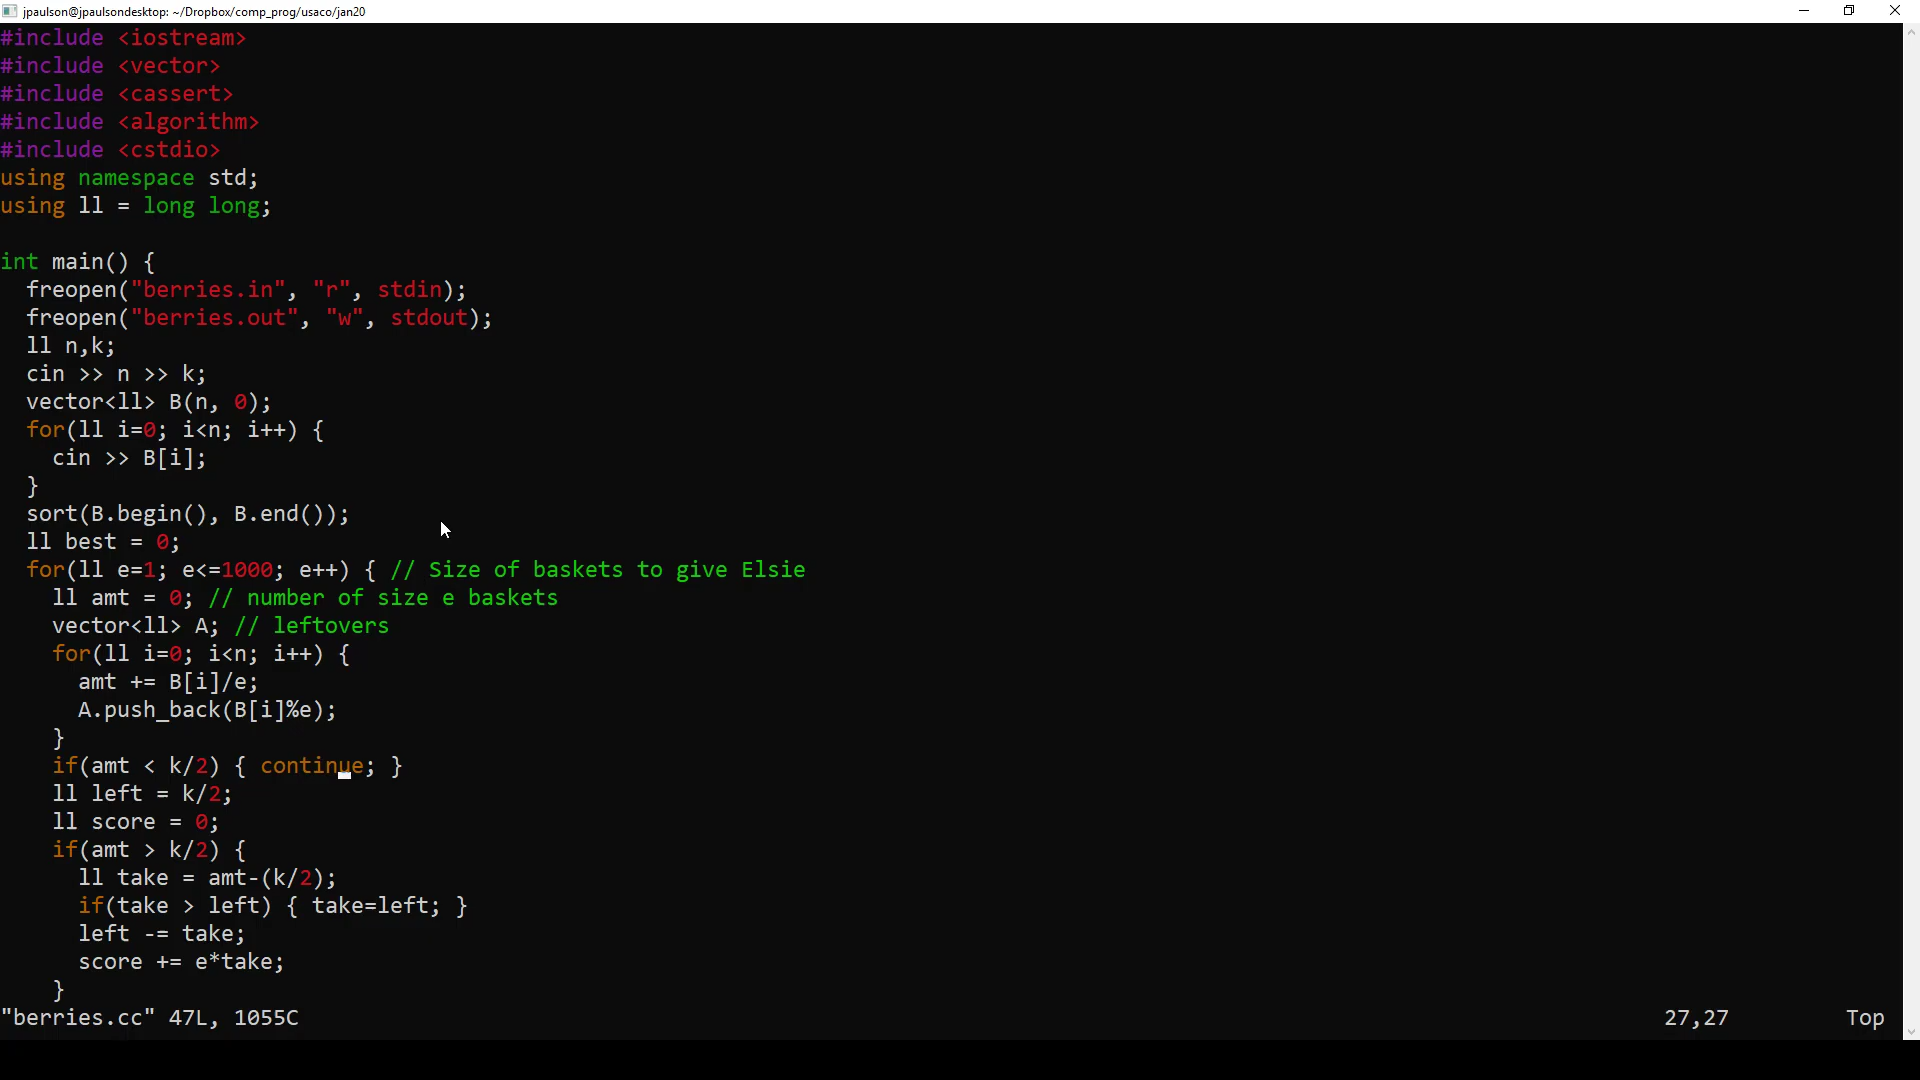 jpaulson@jpaulsondesktop: ~/Dropbox/comp_prog/usaco/jan20
#include <iostream>
#include <vector>
#include <cassert>
#include <algorithm>
#include <cstdio>
using namespace std;
using ll = long long;

int main() {
  freopen("berries.in", "r", stdin);
  freopen("berries.out", "w", stdout);
  ll n,k;
  cin >> n >> k;
  vector<ll> B(n, 0);
  for(ll i=0; i<n; i++) {
    cin >> B[i];
  }
  sort(B.begin(), B.end());
  ll best = 0;
  for(ll e=1; e<=1000; e++) { // Size of baskets to give Elsie
    ll amt = 0; // number of size e baskets
    vector<ll> A; // leftovers
    for(ll i=0; i<n; i++) {
      amt += B[i]/e;
      A.push_back(B[i]%e);
    }
    if(amt < k/2) { continue; }
    ll left = k/2;
    ll score = 0;
    if(amt > k/2) {
      ll take = amt-(k/2);
      if(take > left) { take=left; }
      left -= take;
      score += e*take;
    }
"berries.cc" 47L, 1055C 27,27 Top